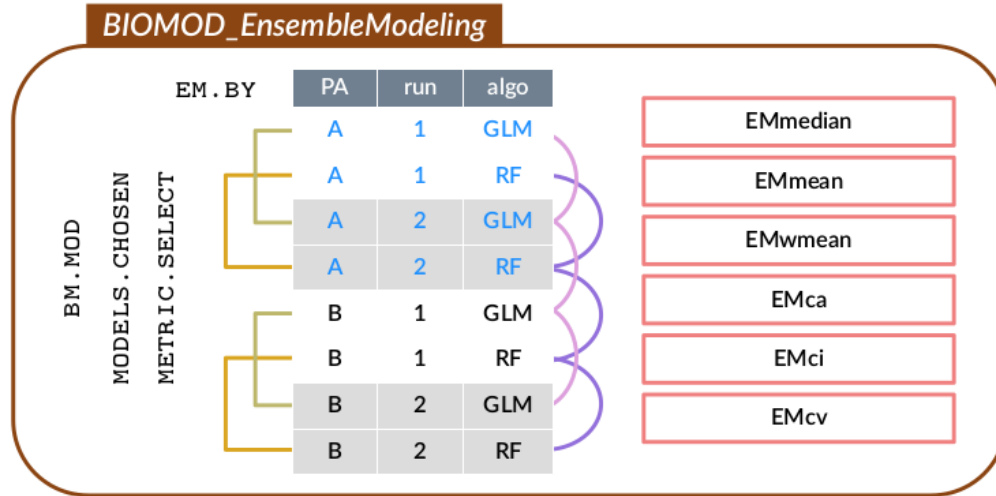 BIOMOD_EnsembleModeling
EM.BY
PA run algo
A 1 GLM
A 1 RF
A 2 GLM
A 2 RF
B 1 GLM
B 1 RF
B 2 GLM
B 2 RF
BM.MOD
MODELS.CHOSEN
METRIC.SELECT
EMmedian
EMmean
EMwmean
EMca
EMci
EMcv